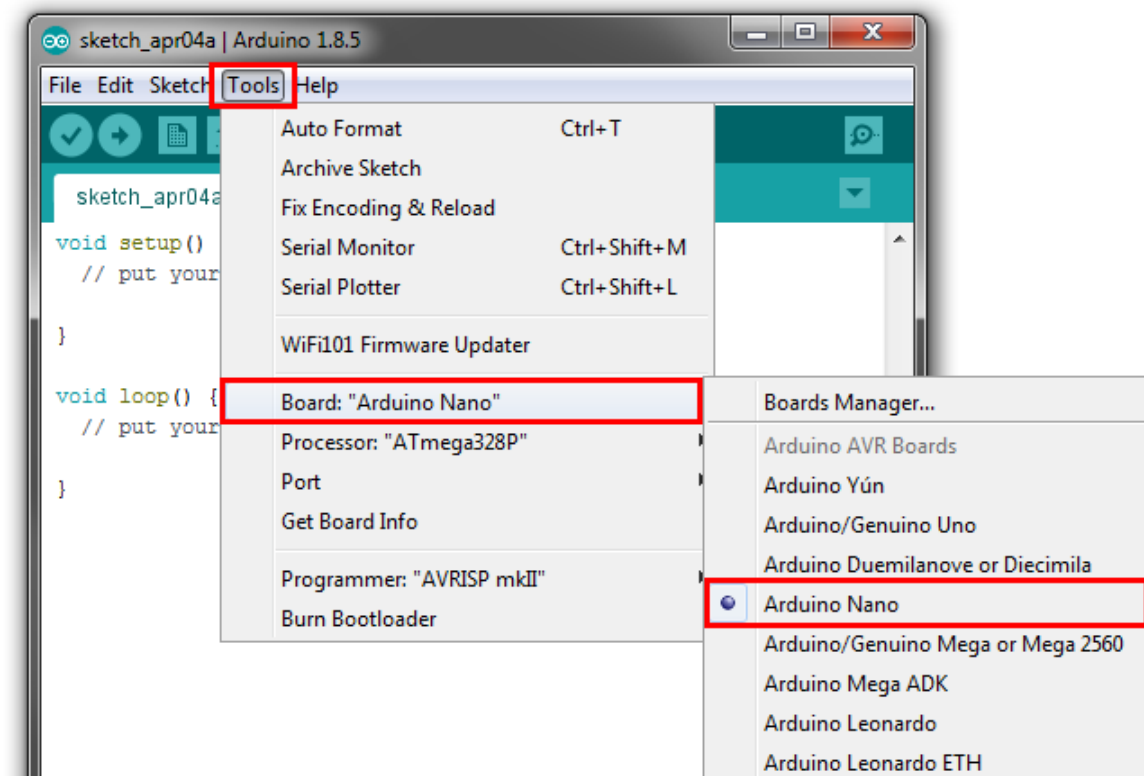 sketch_apr04a | Arduino 1.8.5
File Edit Sketch Tools Help
Auto Format Ctrl+T
Archive Sketch
sketch_apr04a
Fix Encoding & Reload
void setup()
Serial Monitor Ctrl+Shift+M
// put your
Serial Plotter Ctrl+Shift+L
}
WiFi101 Firmware Updater
void loop() {
Board: "Arduino Nano"
// put your
Processor: "ATmega328P"
}
Port
Get Board Info
Programmer: "AVRISP mkII"
Burn Bootloader
Boards Manager...
Arduino AVR Boards
Arduino Yún
Arduino/Genuino Uno
Arduino Duemilanove or Diecimila
Arduino Nano
Arduino/Genuino Mega or Mega 2560
Arduino Mega ADK
Arduino Leonardo
Arduino Leonardo ETH